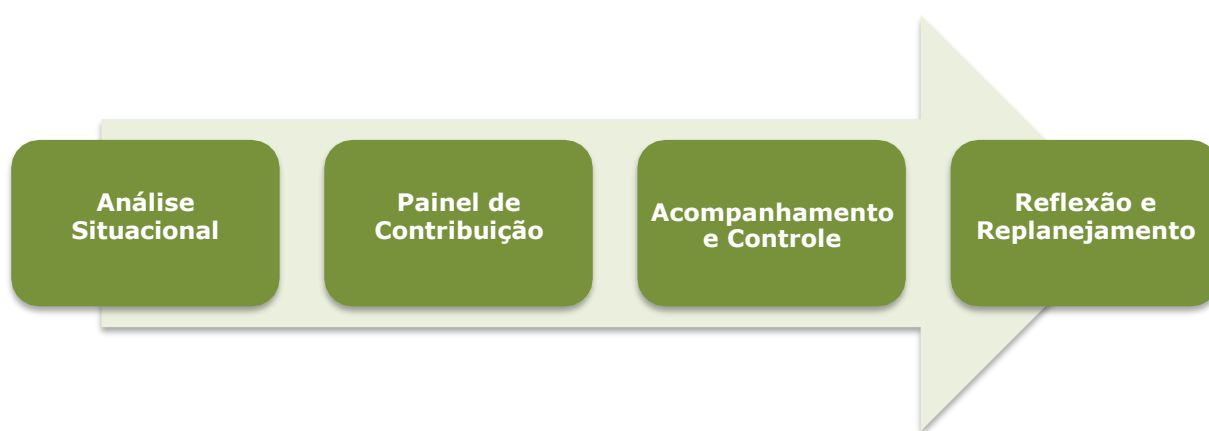 Análise
Situacional
Painel de
Contribuição
Acompanhamento
e Controle
Reflexão e
Replanejamento